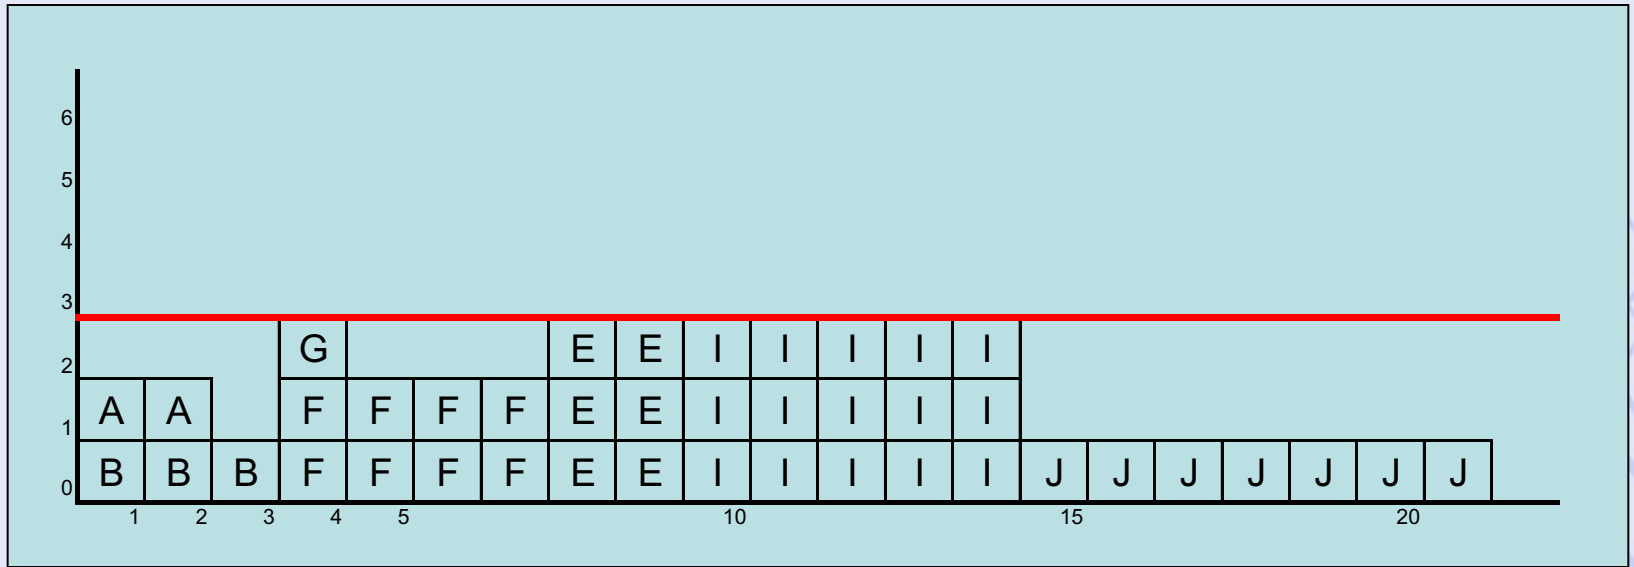 6
5
4
3
G E E I I I I I
2
A A F F F F E E I I I I I
1
B B B F F F F E E I I I I I J J J J J J J
0
1 2 3 4 5 10 15 20